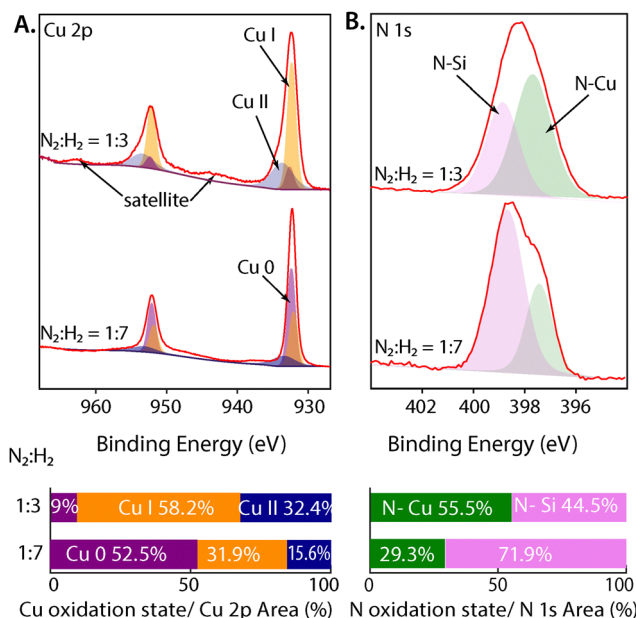 A.
Cu 2p
Cu I
Cu II
N₂:H₂ = 1:3
satellite
Cu 0
N₂:H₂ = 1:7
960 950 940 930
Binding Energy (eV)
B.
N 1s
N-Si
N-Cu
N₂:H₂ = 1:3
N₂:H₂ = 1:7
402 400 398 396
Binding Energy (eV)
N₂:H₂
1:3
9% Cu I 58.2% Cu II 32.4%
1:7
Cu 0 52.5% 31.9% 15.6%
0 100
Cu oxidation state/ Cu 2p Area (%)
N- Cu 55.5% N- Si 44.5%
29.3% 71.9%
0 100
N oxidation state/ N 1s Area (%)